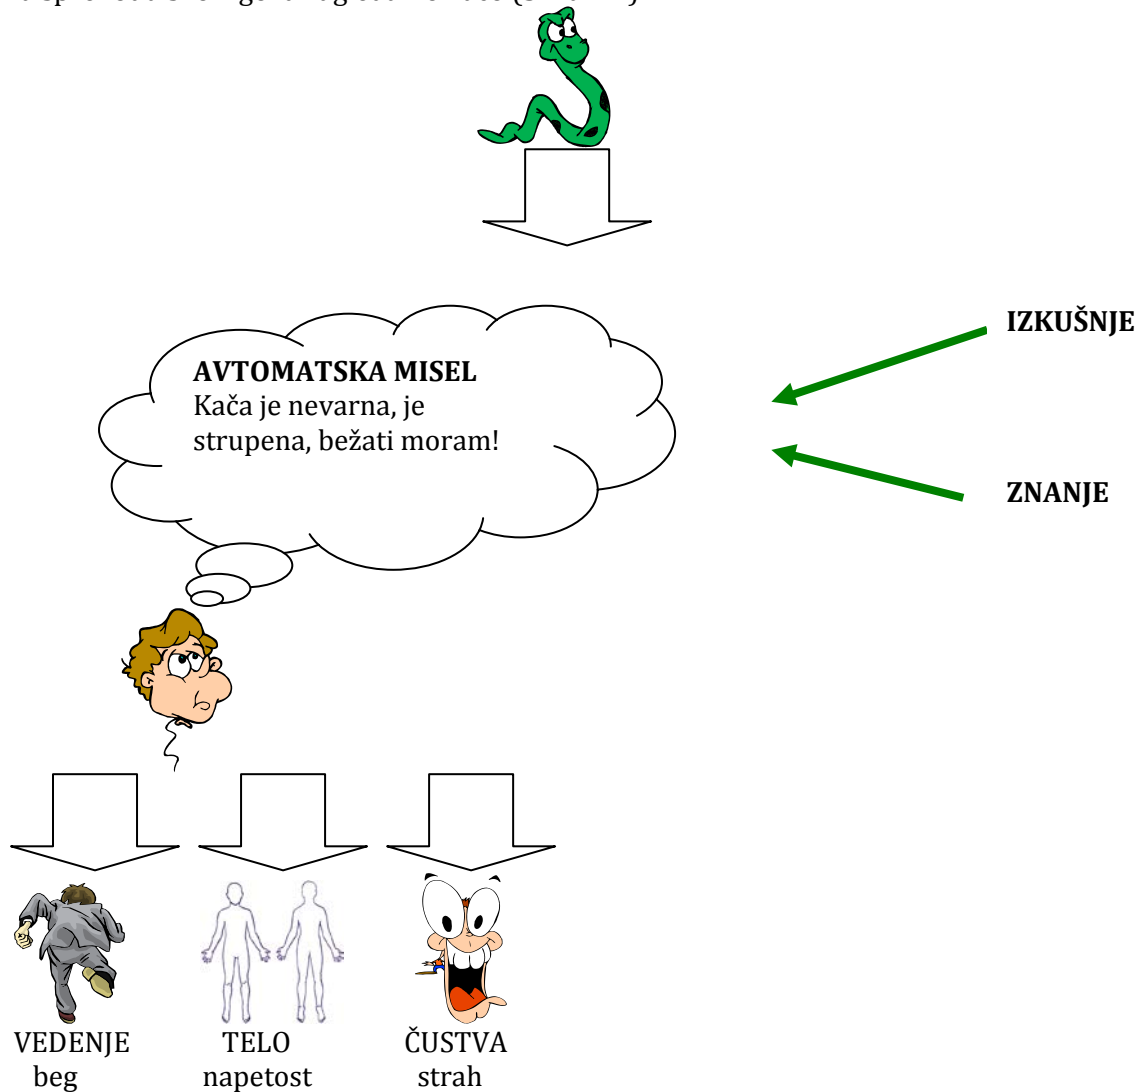 IZKUŠNJE
AVTOMATSKA MISEL
Kača je nevarna, je
strupena, bežati moram!
ZNANJE
VEDENJE TELO ČUSTVA
beg napetost strah